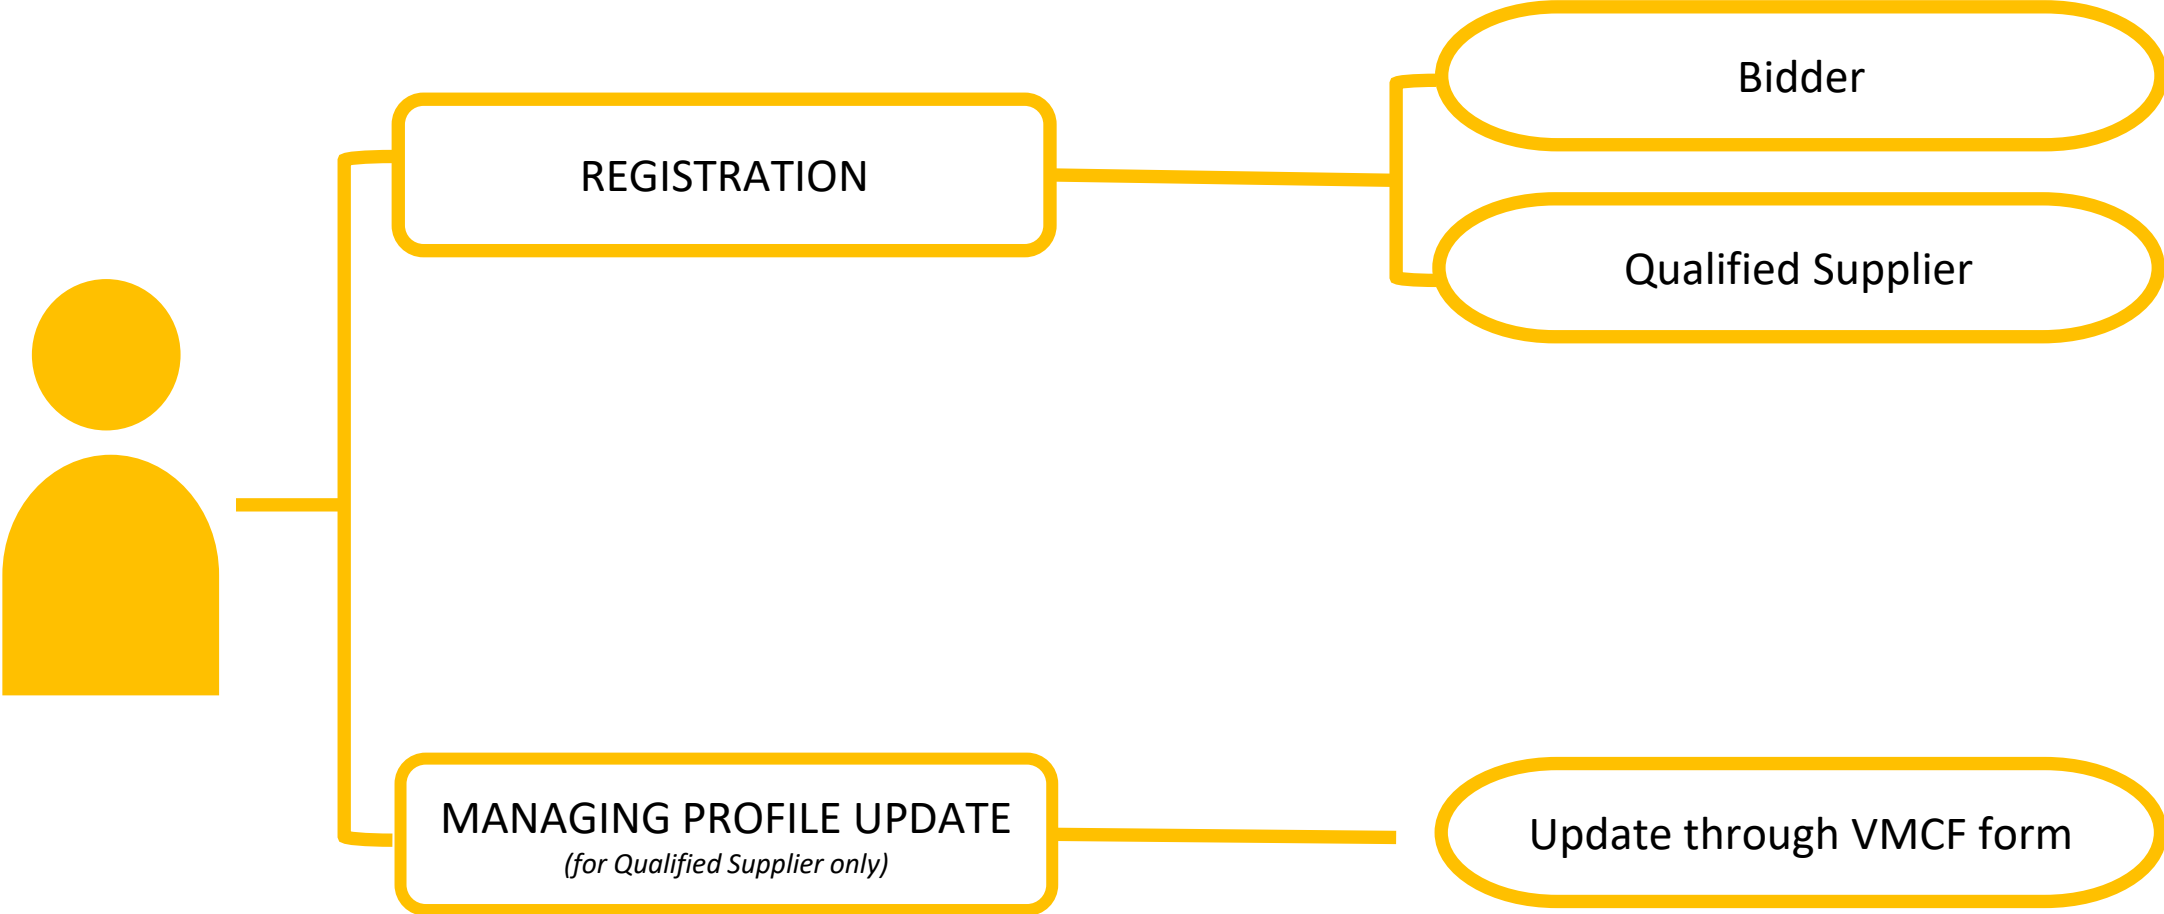 Bidder
REGISTRATION
Qualified Supplier
MANAGING PROFILE UPDATE
(for Qualified Supplier only)
Update through VMCF form